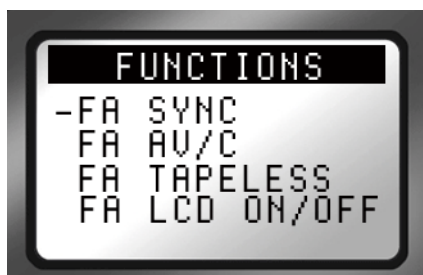 FUNCTIONS
-FA SYNC
FA AV/C
FA TAPELESS
FA LCD ON/OFF